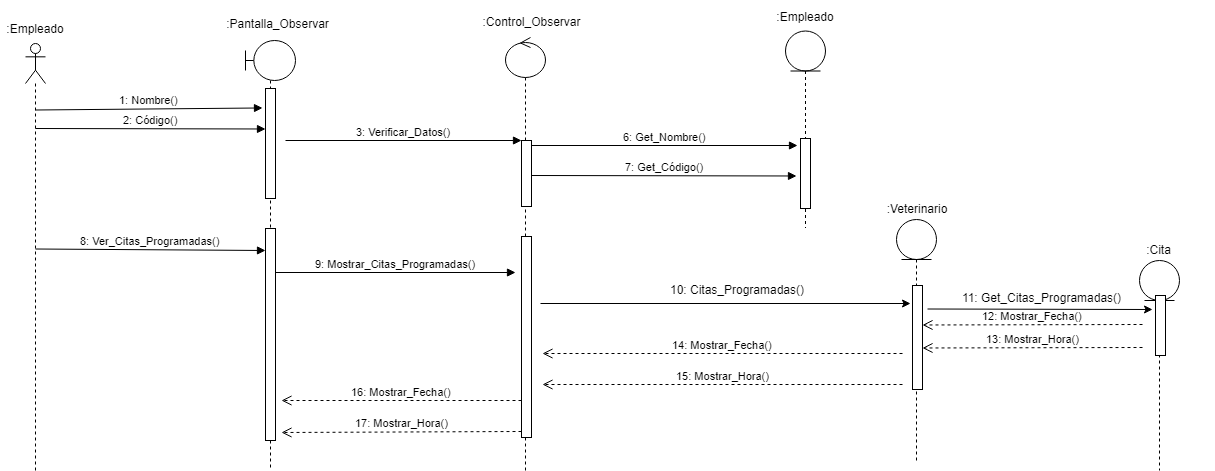 :Empleado
:Pantalla_Observar
:Control_Observar
:Empleado
1: Nombre()
2: Código()
3: Verificar_Datos()
6: Get_Nombre()
7: Get_Código()
:Veterinario
8: Ver_Citas_Programadas()
:Cita
9: Mostrar_Citas_Programadas()
10: Citas_Programadas()
11: Get_Citas_Programadas()
12: Mostrar_Fecha()
13: Mostrar_Hora()
14: Mostrar_Fecha()
15: Mostrar_Hora()
16: Mostrar_Fecha()
17: Mostrar_Hora()